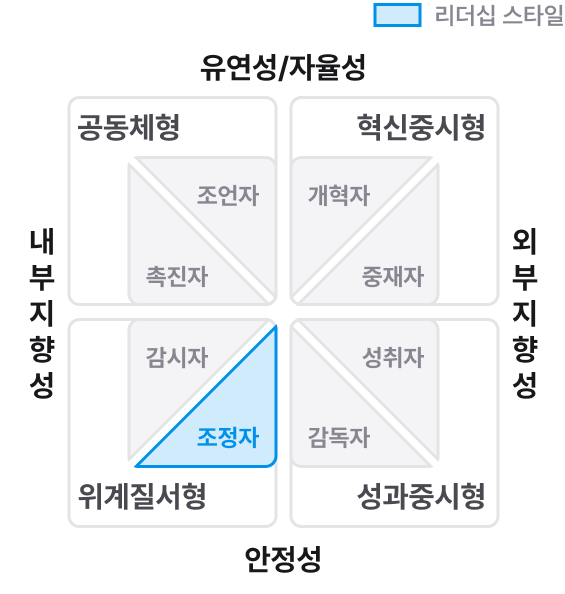 리더십 스타일
유연성/자율성
공동체형
혁신중시형
조언자
개혁자
촉진자
중재자
내부지향성
외부지향성
감시자
성취자
조정자
감독자
위계질서형
성과중시형
안정성